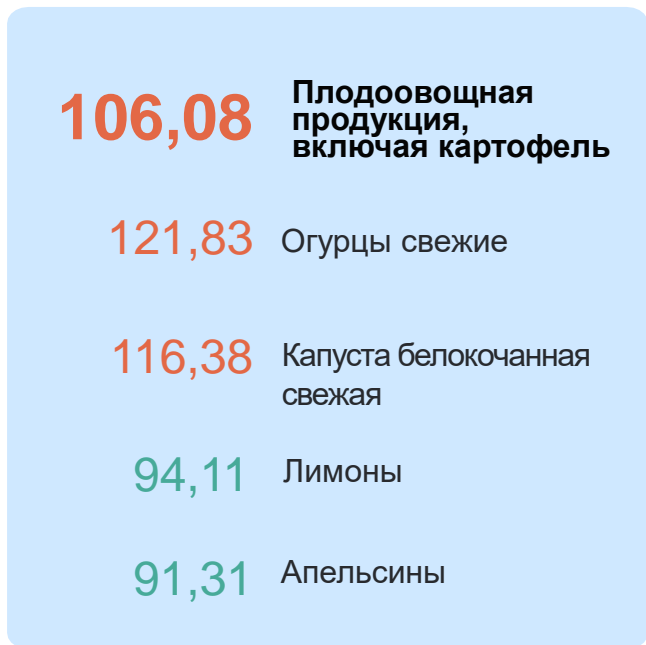 106,08 Плодоовощная
продукция,
включая картофель
121,83 Огурцы свежие
116,38 Капуста белокочанная
свежая
94,11 Лимоны
91,31 Апельсины